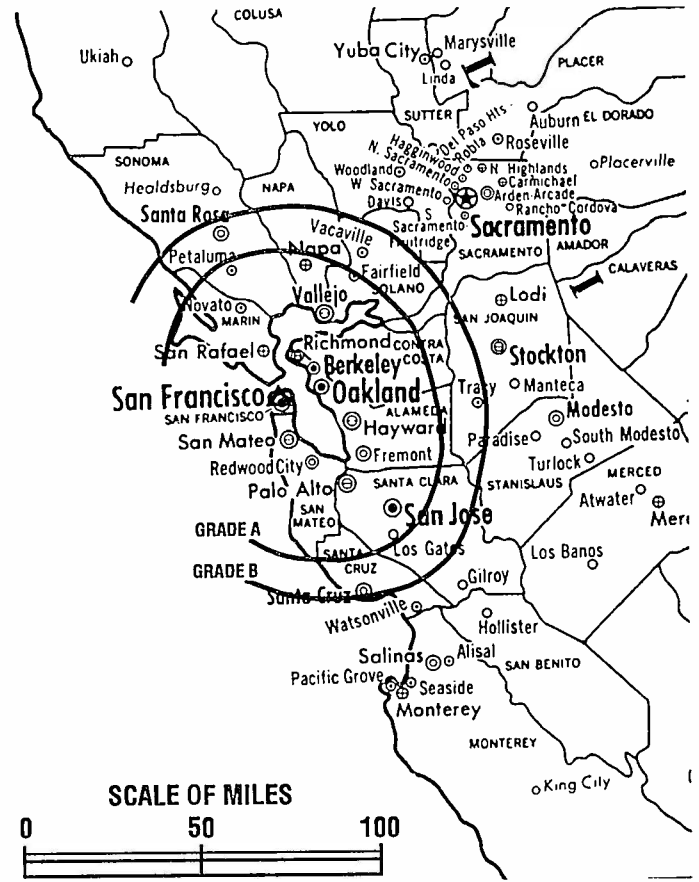 COLUSA
Ukiah
Yuba City
Marysville
Linda
PLACER
SUTTER
YOLO
Del Paso Hts.
Auburn
EL DORADO
Robla
Hagginwood
Roseville
N. Sacramento
SONOMA
NAPA
Woodland
N Highlands
Placerville
Carmichael
Healdsburg
W Sacramento
Arden-Arcade
Davis
Rancho-Cordova
Santa Rosa
S
Sacramento
Fruitridge
Sacramento
Vacaville
Petaluma
Napa
SACRAMENTO
AMADOR
Fairfield
SOLANO
CALAVERAS
Novato
Vallejo
Lodi
MARIN
SAN JOAQUIN
San Rafael
Richmond
CONTRA
COSTA
Berkeley
Stockton
San Francisco
Oakland
Tracy
Manteca
SAN FRANCISCO
ALAMEDA
Hayward
Modesto
San Mateo
Paradise
South Modesto
Redwood City
Fremont
Turlock
Palo Alto
SANTA CLARA
STANISLAUS
MERCED
Atwater
SAN
MATEO
San Jose
Merc
GRADE A
Los Gatos
Los Banos
SANTA
CRUZ
GRADE B
Santa Cruz
Gilroy
Watsonville
Hollister
Salinas
Alisal
SAN BENITO
Pacific Grove
Seaside
Monterey
MONTEREY
King City
SCALE OF MILES
0 50 100